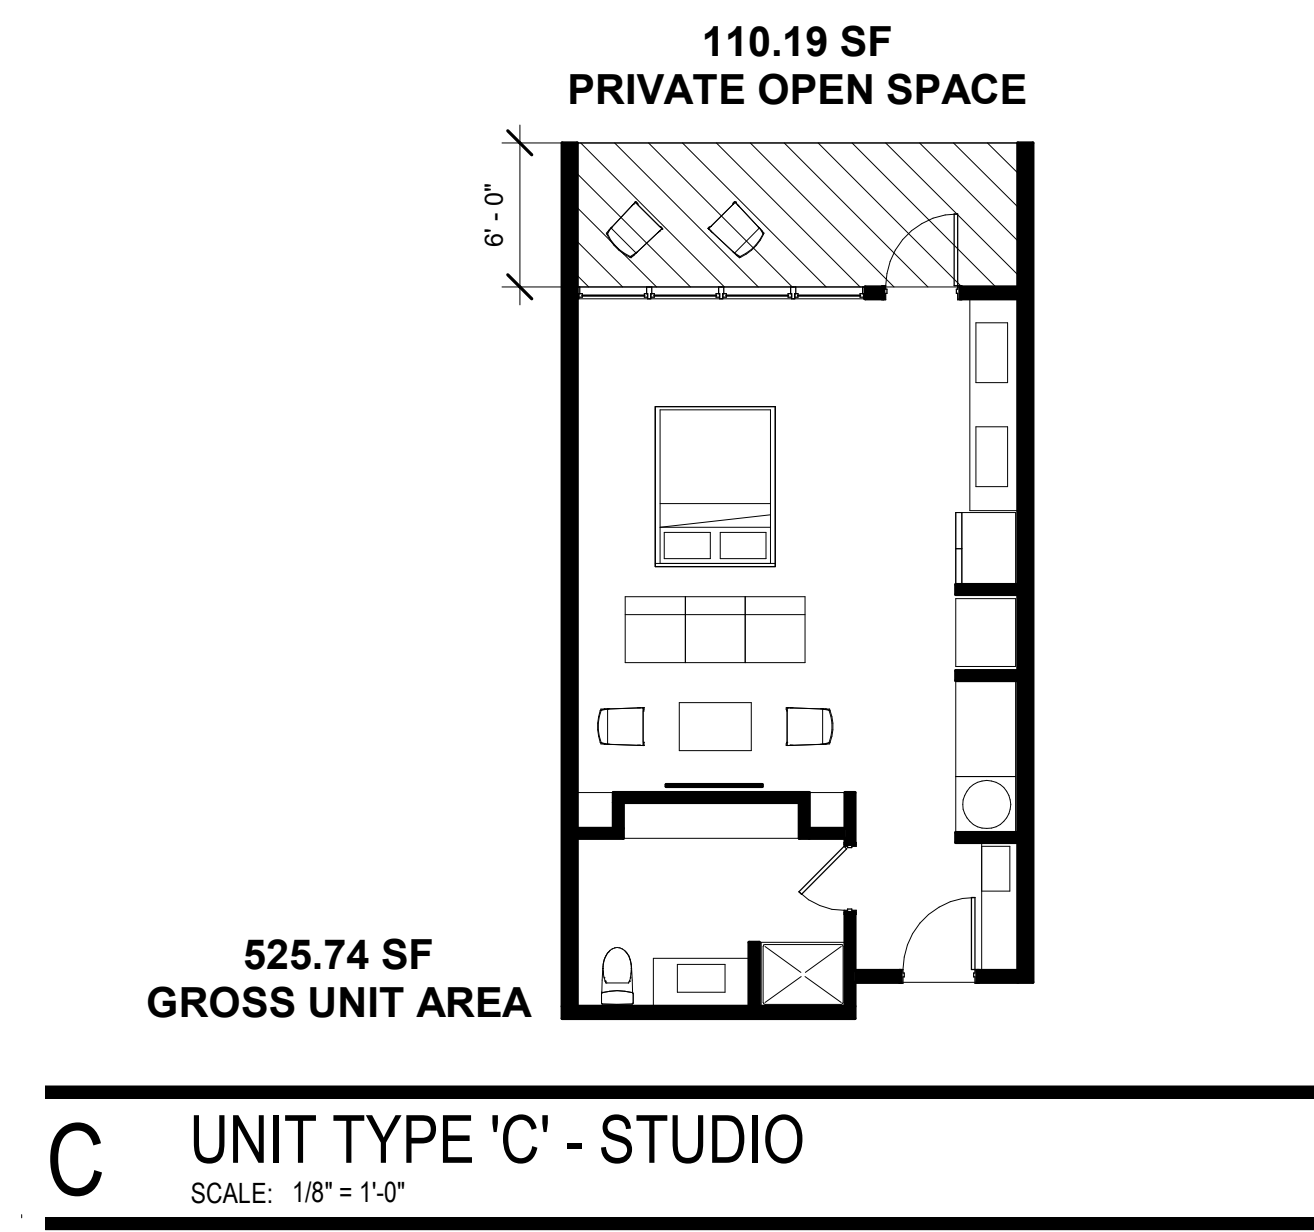 110.19 SF
PRIVATE OPEN SPACE
6' - 0"
525.74 SF
GROSS UNIT AREA
C
UNIT TYPE 'C' - STUDIO
SCALE: 1/8" = 1'-0"